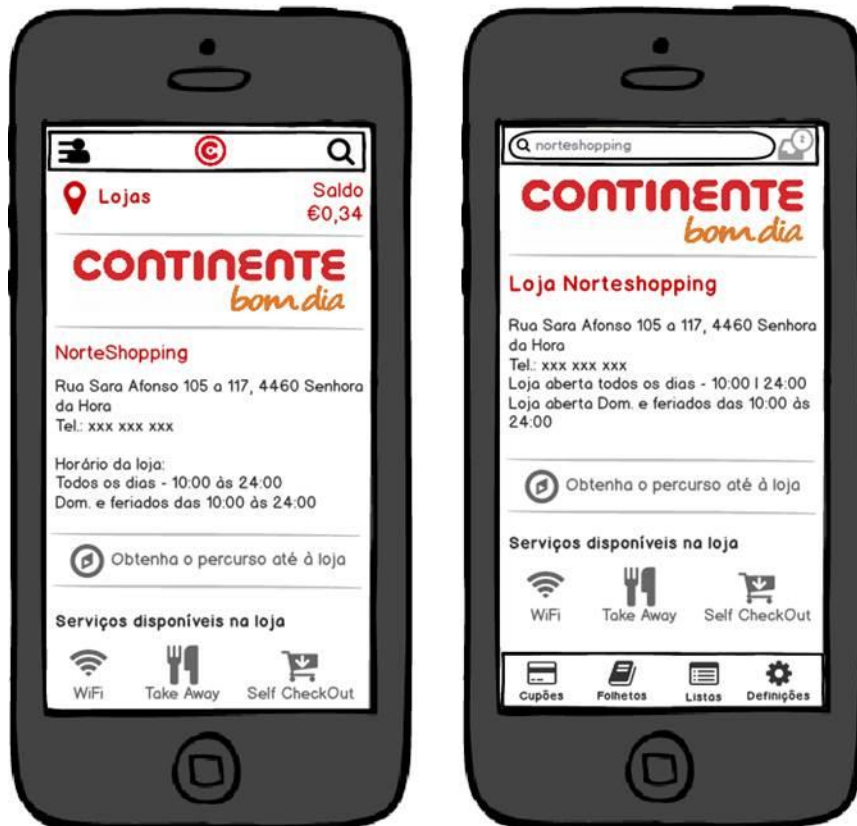 Lojas
Saldo
€0,34
CONTINENTE
bom dia
NorteShopping
Rua Sara Afonso 105 a 117, 4460 Senhora
da Hora
Tel.: xxx xxx xxx
Horário da loja:
Todos os dias - 10:00 às 24:00
Dom. e feriados das 10:00 às 24:00
Obtenha o percurso até à loja
Serviços disponíveis na loja
WiFi Take Away Self CheckOut
norteshopping
CONTINENTE
bom dia
Loja Norteshopping
Rua Sara Afonso 105 a 117, 4460 Senhora
da Hora
Tel.: xxx xxx xxx
Loja aberta todos os dias - 10:00 | 24:00
Loja aberta Dom. e feriados das 10:00 às
24:00
Obtenha o percurso até à loja
Serviços disponíveis na loja
WiFi Take Away Self CheckOut
Cupões Folhetos Listas Definições